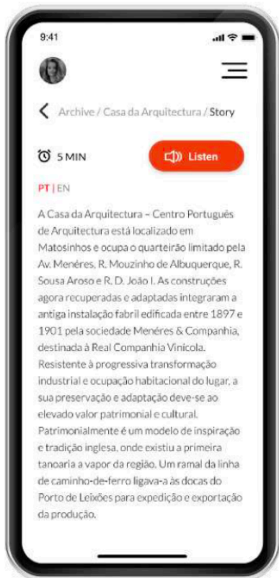 9:41
Archive / Casa da Arquitectura / Story
5 MIN
Listen
PT | EN
A Casa da Arquitectura – Centro Português
de Arquitectura está localizado em
Matosinhos e ocupa o quarteirão limitado pela
Av. Menéres, R. Mouzinho de Albuquerque, R.
Sousa Aroso e R. D. João I. As construções
agora recuperadas e adaptadas integraram a
antiga instalação fabril edificada entre 1897 e
1901 pela sociedade Menéres & Companhia,
destinada à Real Companhia Vinícola.
Resistente à progressiva transformação
industrial e ocupação habitacional do lugar, a
sua preservação e adaptação deve-se ao
elevado valor patrimonial e cultural.
Patrimonialmente é um modelo de inspiração
e tradição inglesa, onde existiu a primeira
tanoaria a vapor da região. Um ramal da linha
de caminho-de-ferro ligava-a às docas do
Porto de Leixões para expedição e exportação
da produção.